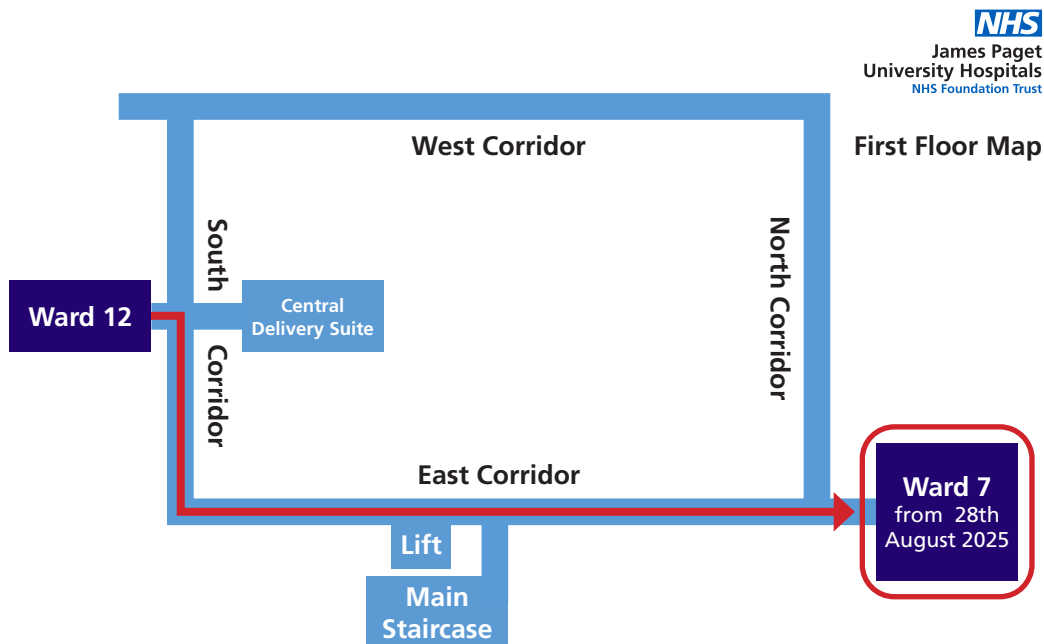 NHS
James Paget
University Hospitals
NHS Foundation Trust
First Floor Map
West Corridor
South
Corridor
North Corridor
Ward 12
Central
Delivery Suite
East Corridor
Ward 7
from 28th
August 2025
Lift
Main
Staircase